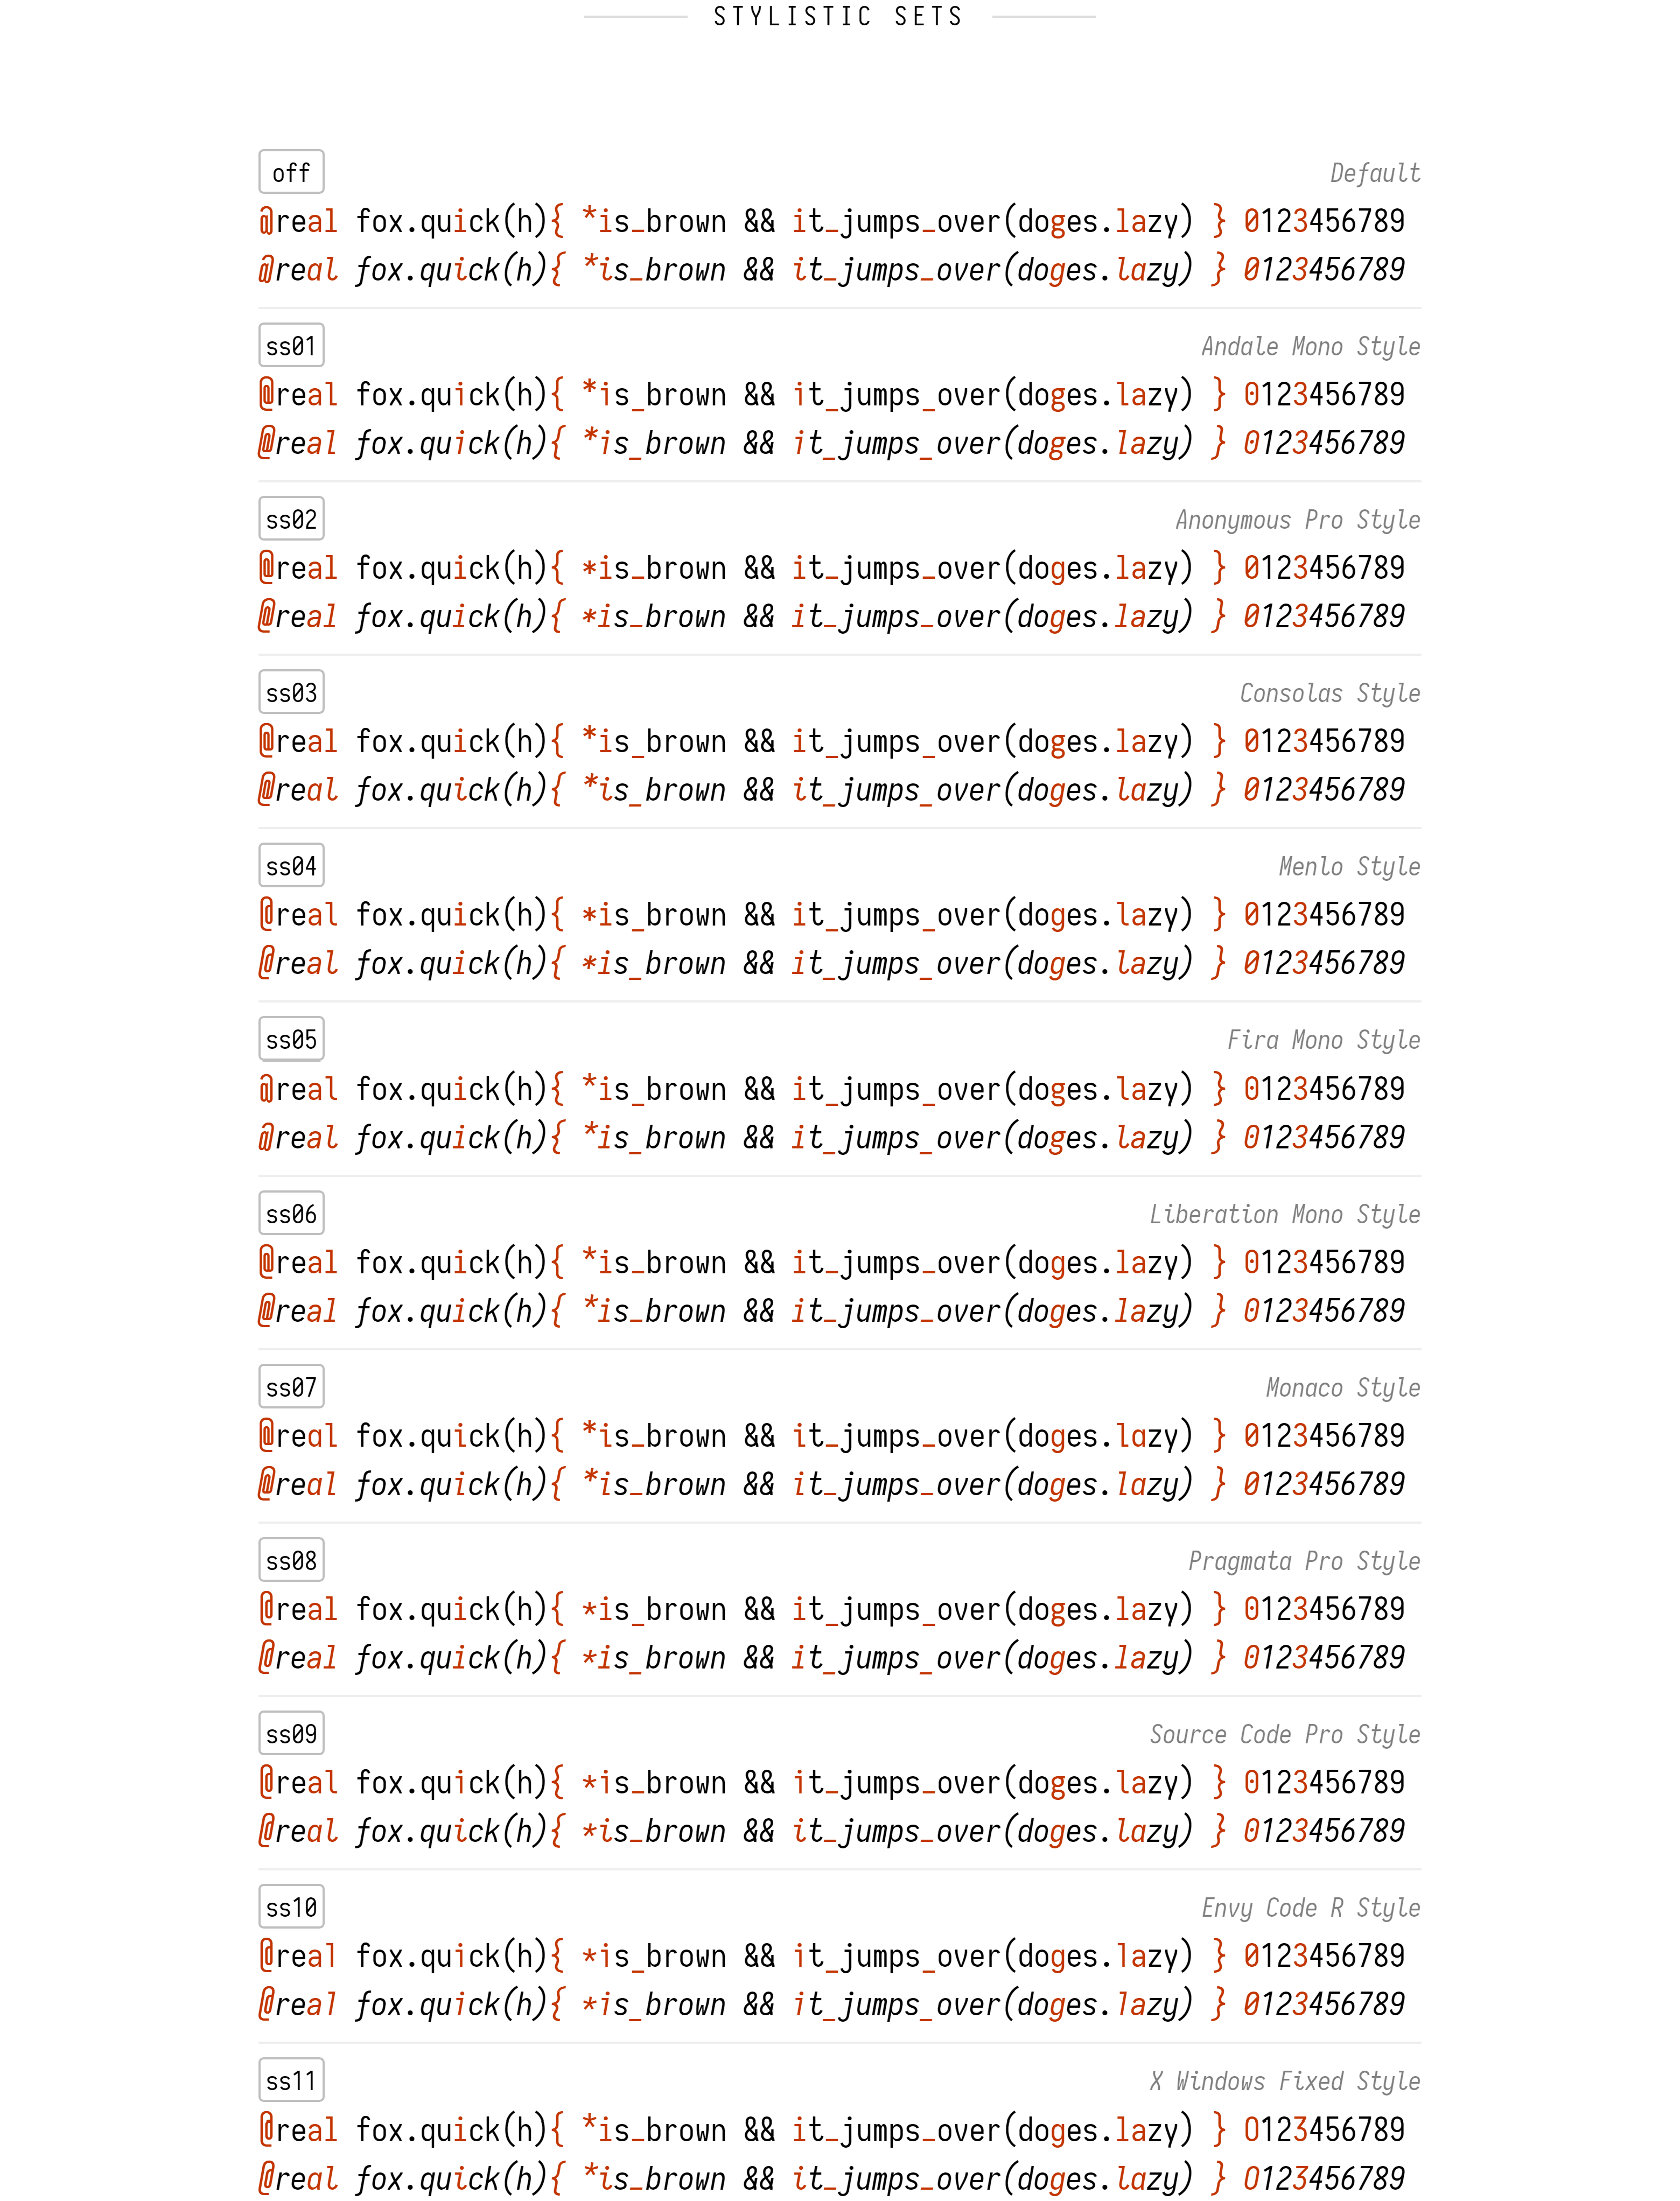 STYLISTIC SETS
off Default
@real fox.quick(h){ *is_brown && it_jumps_over(doges.lazy) } 0123456789
@real fox.quick(h){ *is_brown && it_jumps_over(doges.lazy) } 0123456789
ss01 Andale Mono Style
@real fox.quick(h){ *is_brown && it_jumps_over(doges.lazy) } 0123456789
@real fox.quick(h){ *is_brown && it_jumps_over(doges.lazy) } 0123456789
ss02 Anonymous Pro Style
@real fox.quick(h){ *is_brown && it_jumps_over(doges.lazy) } 0123456789
@real fox.quick(h){ *is_brown && it_jumps_over(doges.lazy) } 0123456789
ss03 Consolas Style
@real fox.quick(h){ *is_brown && it_jumps_over(doges.lazy) } 0123456789
@real fox.quick(h){ *is_brown && it_jumps_over(doges.lazy) } 0123456789
ss04 Menlo Style
@real fox.quick(h){ *is_brown && it_jumps_over(doges.lazy) } 0123456789
@real fox.quick(h){ *is_brown && it_jumps_over(doges.lazy) } 0123456789
ss05 Fira Mono Style
@real fox.quick(h){ *is_brown && it_jumps_over(doges.lazy) } 0123456789
@real fox.quick(h){ *is_brown && it_jumps_over(doges.lazy) } 0123456789
ss06 Liberation Mono Style
@real fox.quick(h){ *is_brown && it_jumps_over(doges.lazy) } 0123456789
@real fox.quick(h){ *is_brown && it_jumps_over(doges.lazy) } 0123456789
ss07 Monaco Style
@real fox.quick(h){ *is_brown && it_jumps_over(doges.lazy) } 0123456789
@real fox.quick(h){ *is_brown && it_jumps_over(doges.lazy) } 0123456789
ss08 Pragmata Pro Style
@real fox.quick(h){ *is_brown && it_jumps_over(doges.lazy) } 0123456789
@real fox.quick(h){ *is_brown && it_jumps_over(doges.lazy) } 0123456789
ss09 Source Code Pro Style
@real fox.quick(h){ *is_brown && it_jumps_over(doges.lazy) } 0123456789
@real fox.quick(h){ *is_brown && it_jumps_over(doges.lazy) } 0123456789
ss10 Envy Code R Style
@real fox.quick(h){ *is_brown && it_jumps_over(doges.lazy) } 0123456789
@real fox.quick(h){ *is_brown && it_jumps_over(doges.lazy) } 0123456789
ss11 X Windows Fixed Style
@real fox.quick(h){ *is_brown && it_jumps_over(doges.lazy) } 0123456789
@real fox.quick(h){ *is_brown && it_jumps_over(doges.lazy) } 0123456789